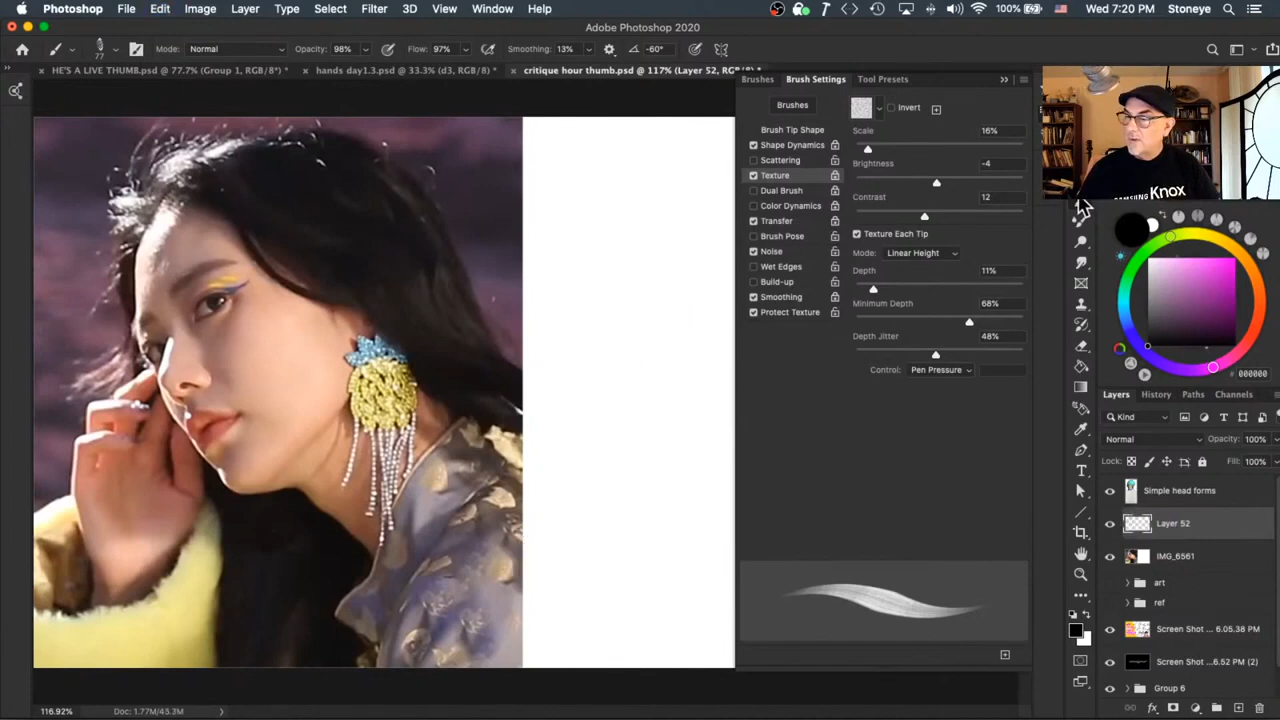 Photoshop File Edit Image Layer Type Select Filter 3D View Window Help 100% Wed 7:20 PM Stoneye
Adobe Photoshop 2020
77 Mode: Normal Opacity: 98% Flow: 97% Smoothing: 13% -60°
HE'S A LIVE THUMB.psd @ 77.7% (Group 1, RGB/8*) * hands day1.3.psd @ 33.3% (d3, RGB/8*) * critique hour thumb.psd @ 117% (Layer 52, RGB/8*) *
Brushes Brush Settings Tool Presets
Brushes Invert
Brush Tip Shape Scale 16%
Shape Dynamics
Scattering Brightness -4
Texture
Dual Brush Contrast 12
Color Dynamics
Transfer Texture Each Tip
Brush Pose
Noise Mode: Linear Height
Wet Edges Depth 11%
Build-up
Smoothing Minimum Depth 68%
Protect Texture
Depth Jitter 48%
Control: Pen Pressure
SAMSUNG Knox
# 000000
Layers History Paths Channels
Kind
Normal Opacity: 100%
Lock: Fill: 100%
Simple head forms
Layer 52
IMG_6561
art
ref
Screen Shot ... 6.05.38 PM
Screen Shot ...6.52 PM (2)
Group 6
116.92% Doc: 1.77M/45.3M